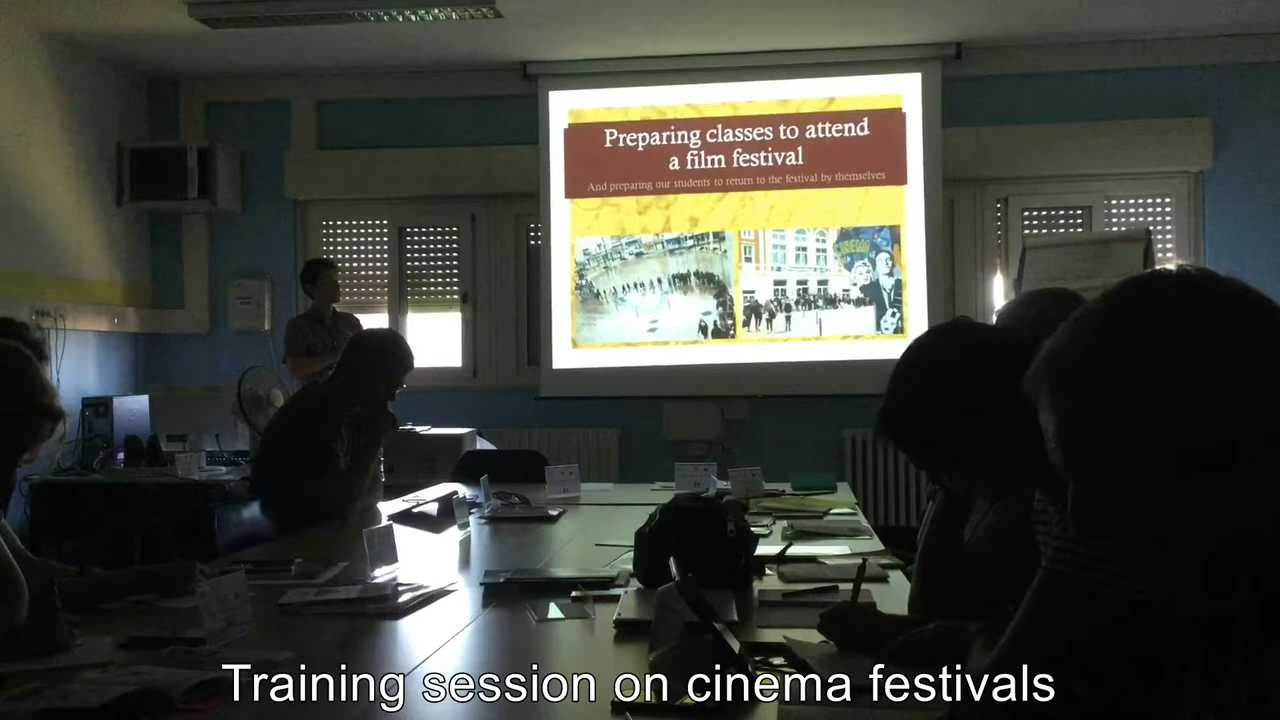 Preparing classes to attend
a film festival
And preparing our students to return to the festival by themselves
Training session on cinema festivals